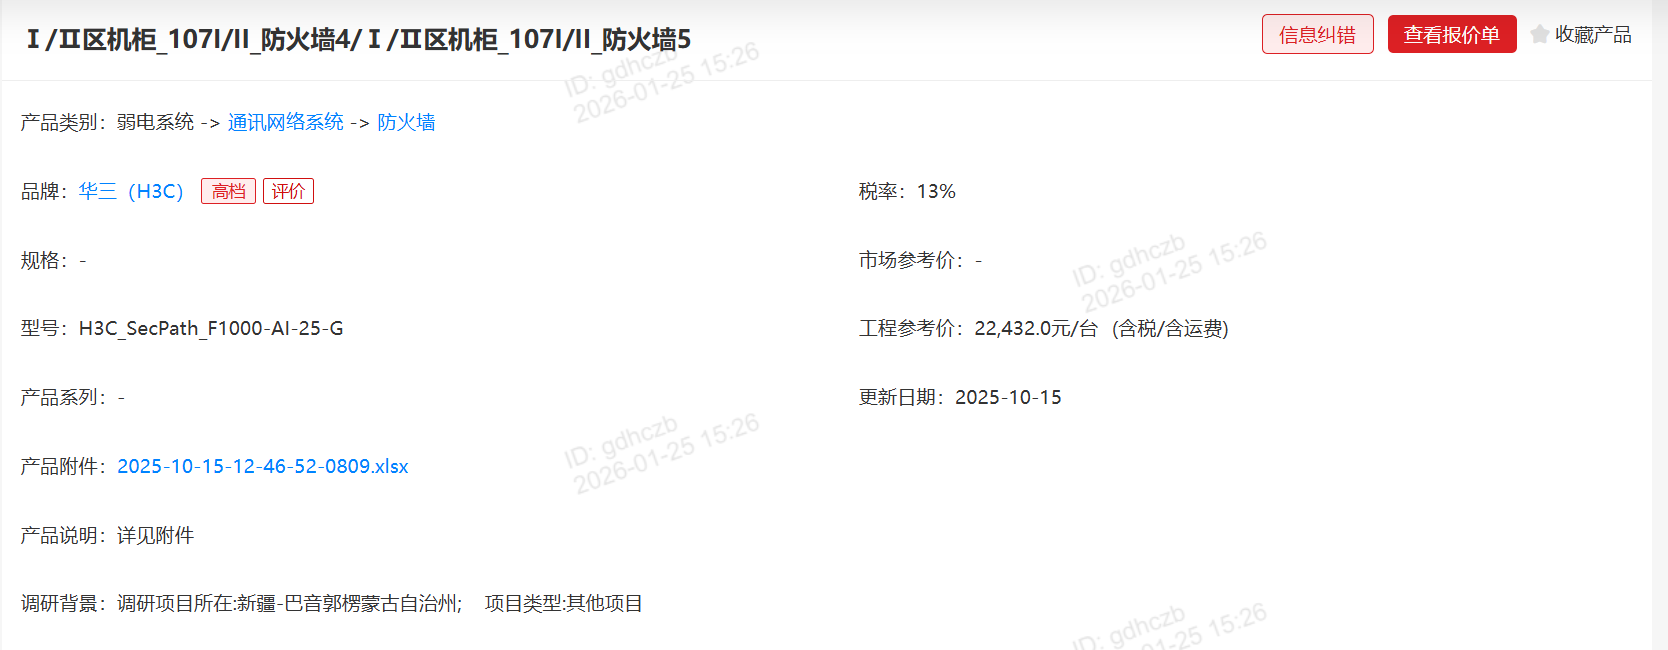 Ⅰ/Ⅱ区机柜_107I/II_防火墙4/Ⅰ/Ⅱ区机柜_107I/II_防火墙5
信息纠错 查看报价单 收藏产品
ID: gdhczb
2026-01-25 15:26
产品类别：弱电系统 -> 通讯网络系统 -> 防火墙
品牌：华三（H3C） 高档 评价
税率：13%
规格：-
市场参考价：-
ID: gdhczb
2026-01-25 15:26
型号：H3C_SecPath_F1000-AI-25-G
工程参考价：22,432.0元/台 (含税/含运费)
产品系列：-
更新日期：2025-10-15
ID: gdhczb
2026-01-25 15:26
产品附件：2025-10-15-12-46-52-0809.xlsx
产品说明：详见附件
调研背景：调研项目所在:新疆-巴音郭楞蒙古自治州; 项目类型:其他项目
ID: gdhczb
-01-25 15:26